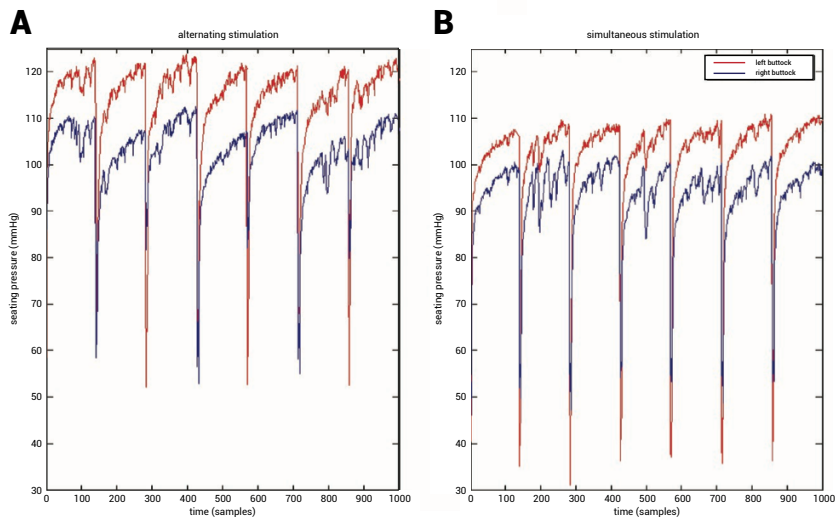 A
alternating stimulation
seating pressure (mmHg)
120
110
100
90
80
70
60
50
40
30
0 100 200 300 400 500 600 700 800 900 1000
time (samples)
B
simultaneous stimulation
left buttock
right buttock
seating pressure (mmHg)
120
110
100
90
80
70
60
50
40
30
0 100 200 300 400 500 600 700 800 900 1000
time (samples)